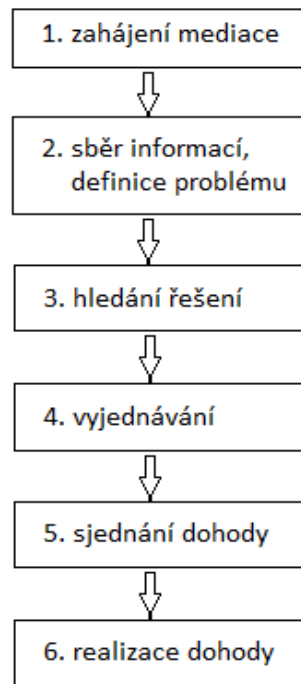 1. zahájení mediace
2. sběr informací,
definice problému
3. hledání řešení
4. vyjednávání
5. sjednání dohody
6. realizace dohody